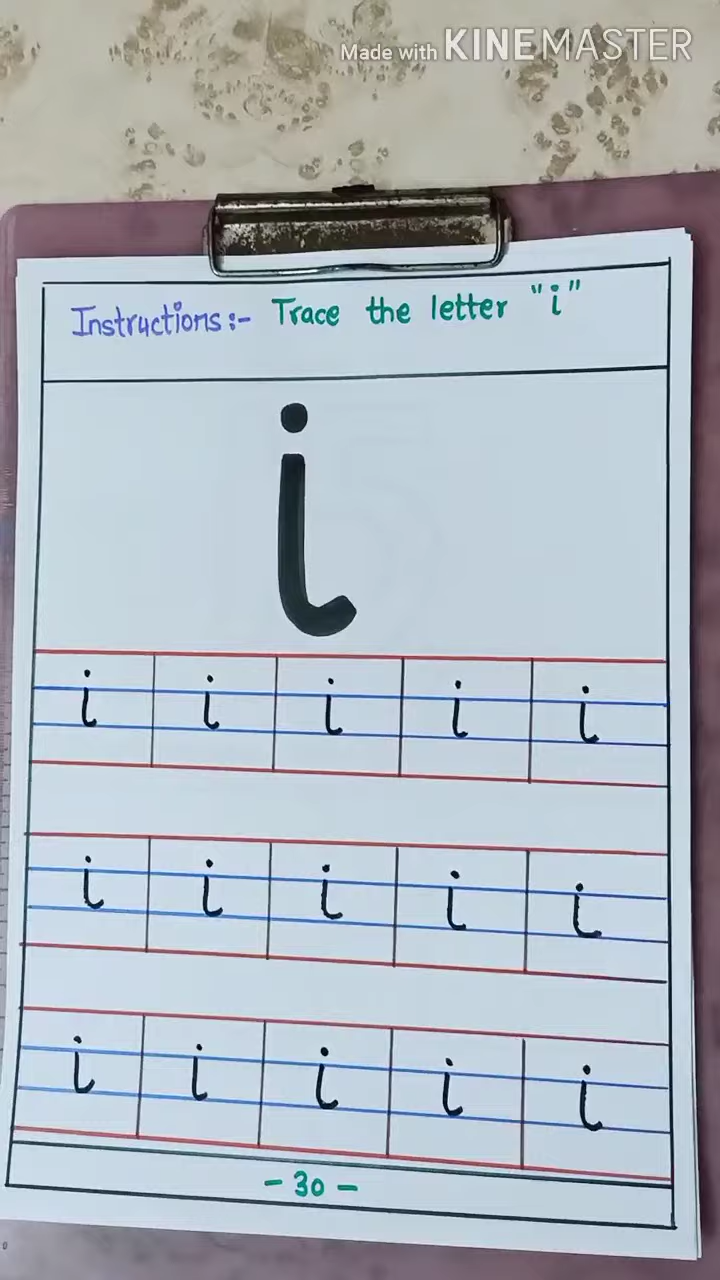 Made with KINEMASTER
Instructions:- Trace the letter "i"
i
i i i i i
i i i i i
i i i i i
- 30 -